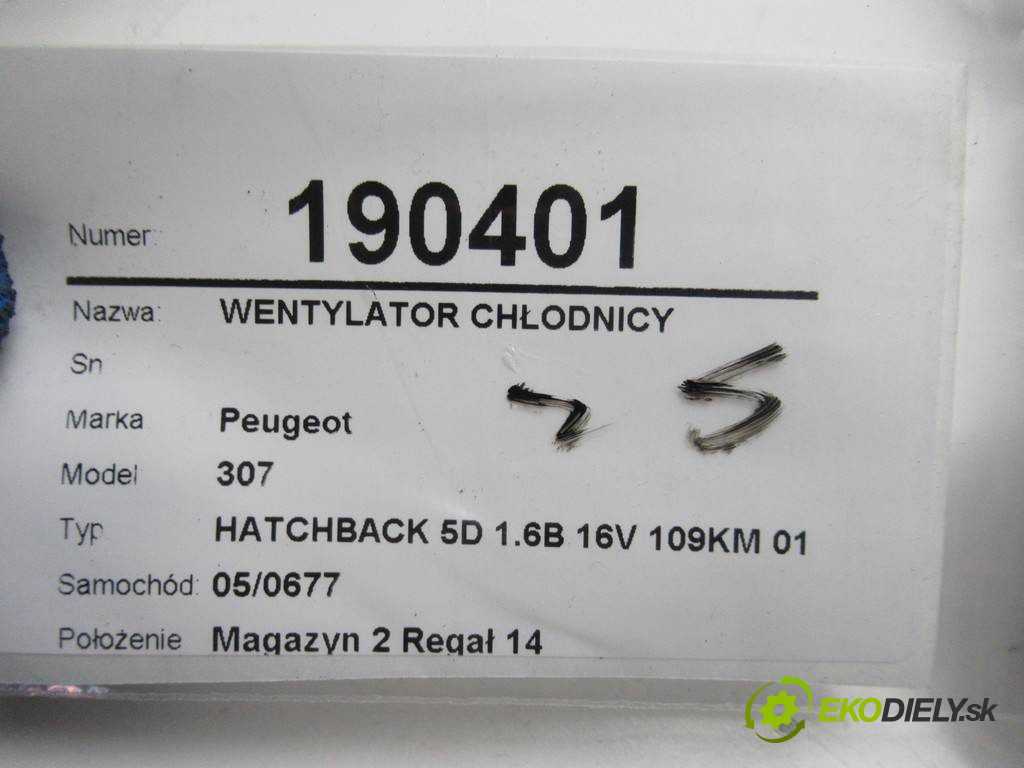 Numer: 190401
Nazwa: WENTYLATOR CHŁODNICY
Sn
Marka Peugeot
Model 307
Typ HATCHBACK 5D 1.6B 16V 109KM 01
Samochód: 05/0677
Położenie Magazyn 2 Regał 14
EKODIELY.sk